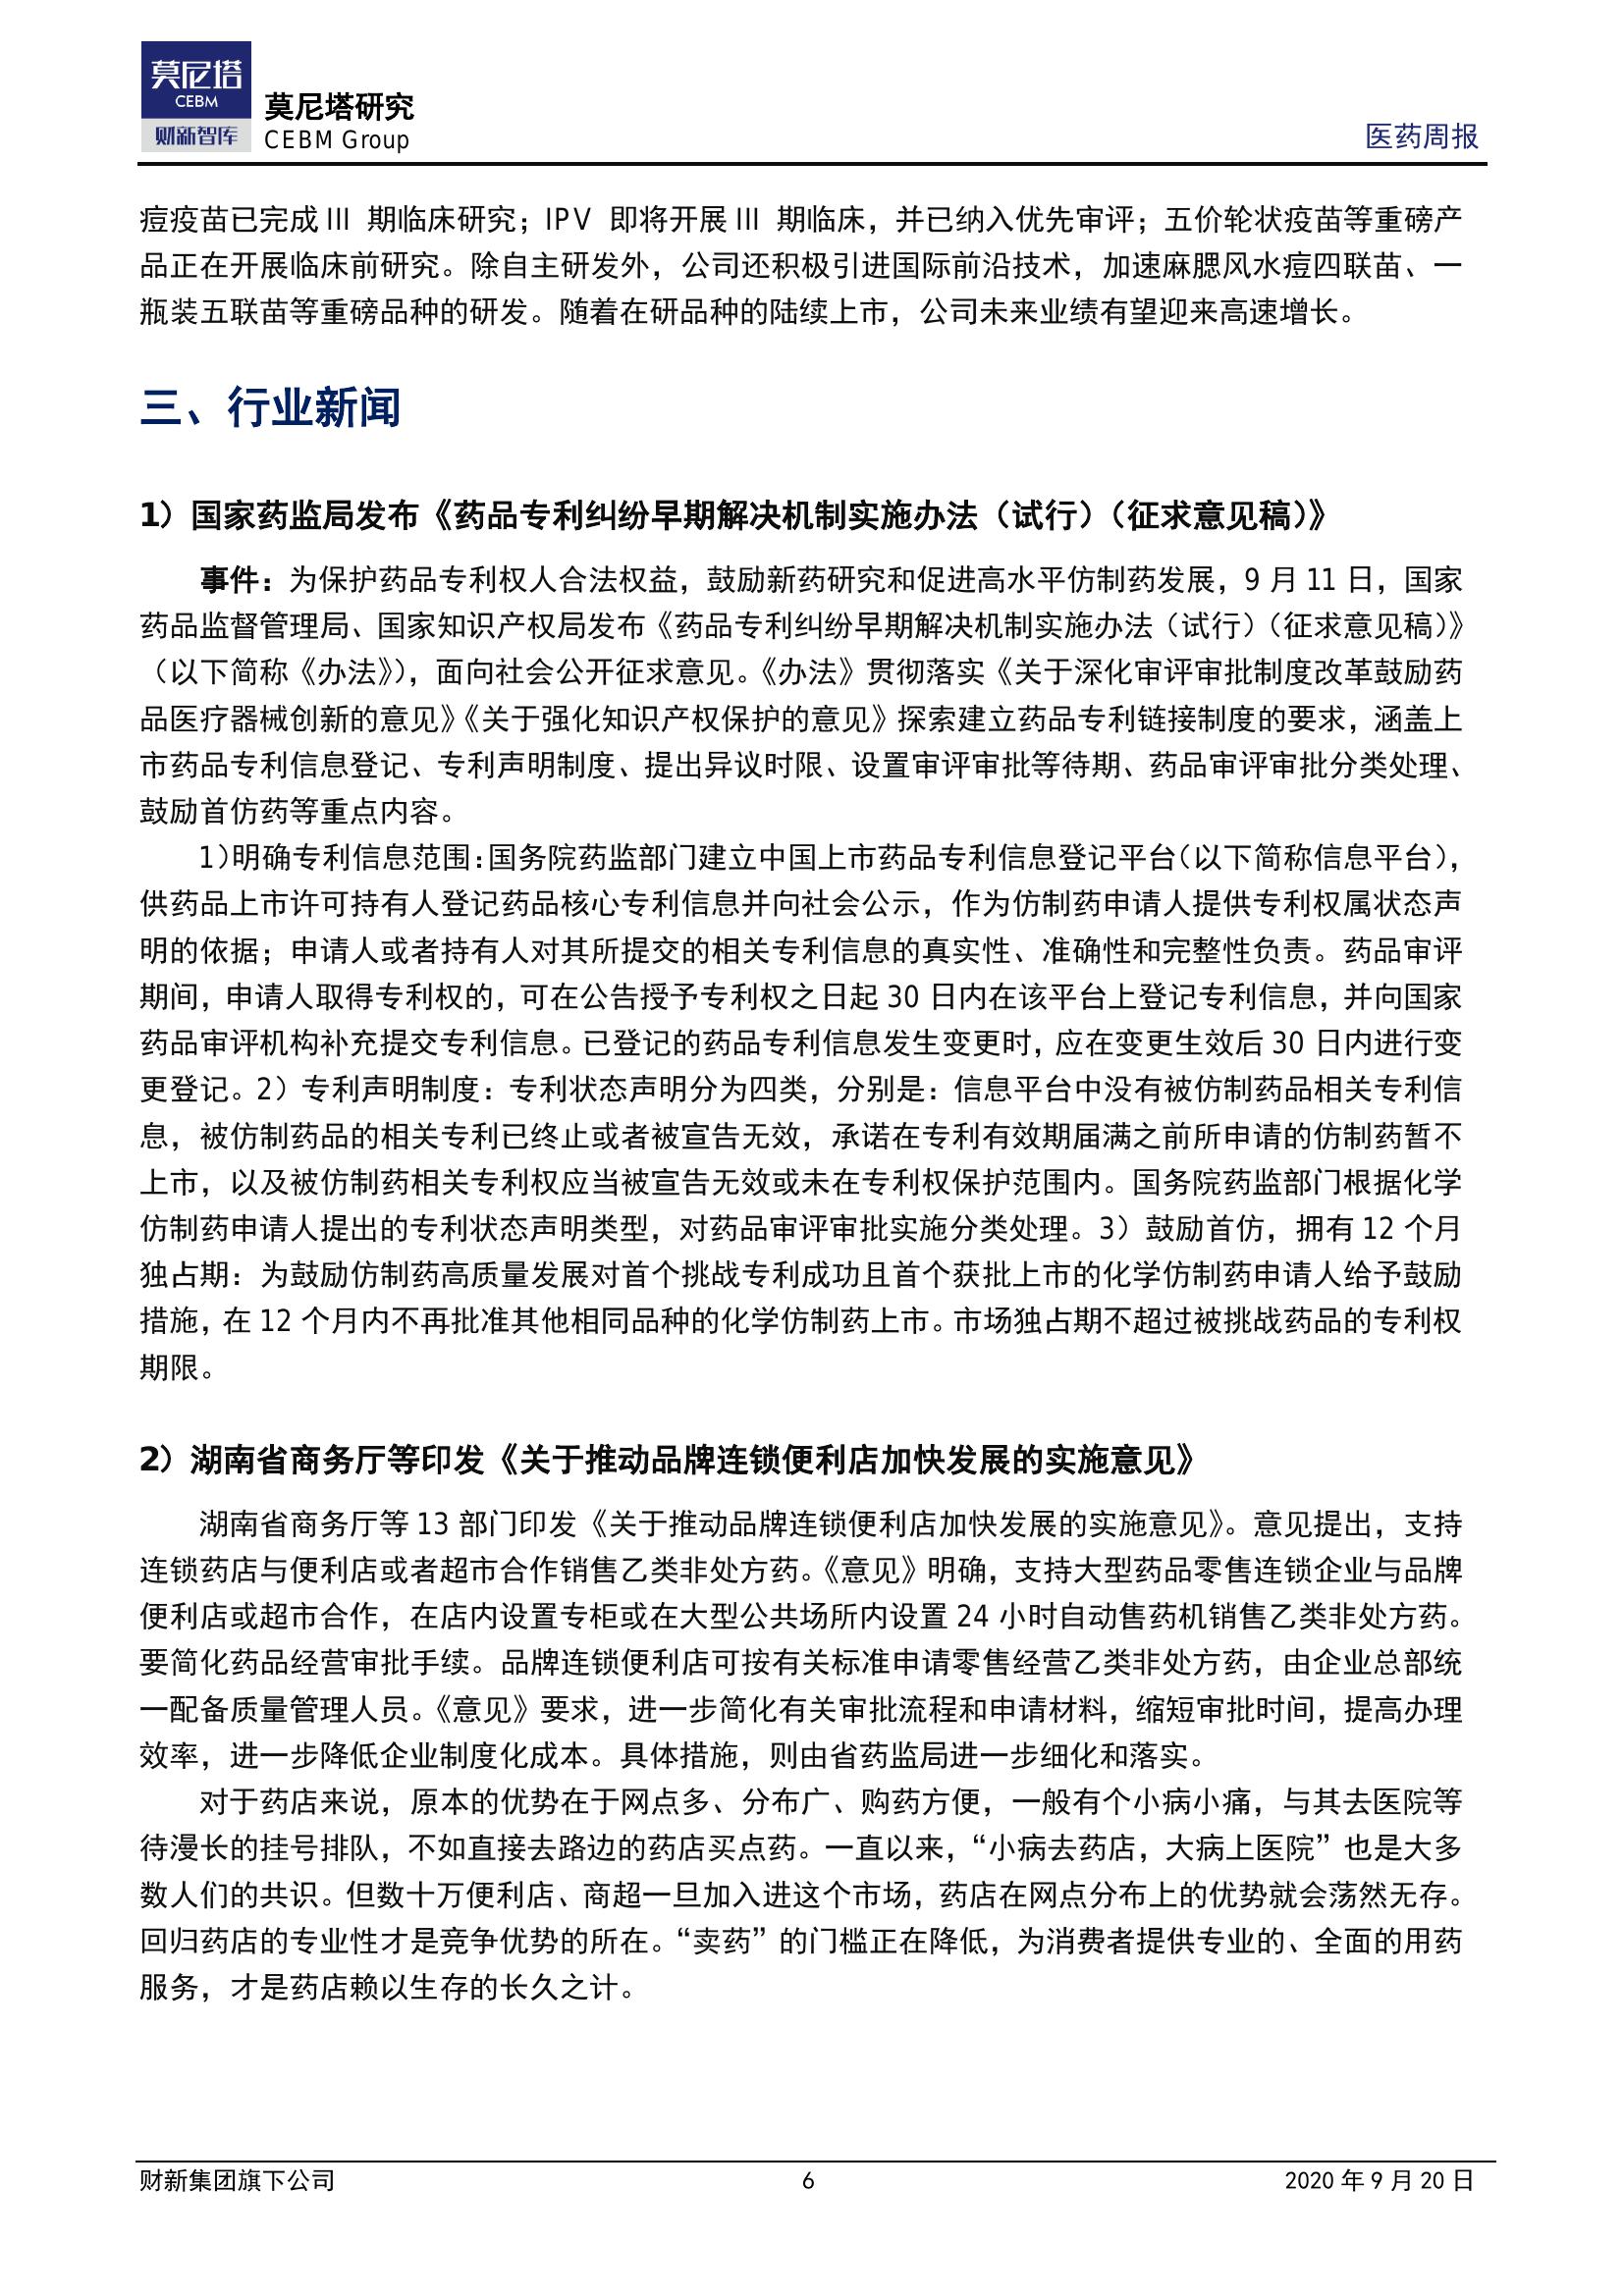 莫尼塔
CEBM
财新智库
莫尼塔研究
CEBM Group
医药周报
痘疫苗已完成 III 期临床研究；IPV 即将开展 III 期临床，并已纳入优先审评；五价轮状疫苗等重磅产
品正在开展临床前研究。除自主研发外，公司还积极引进国际前沿技术，加速麻腮风水痘四联苗、一
瓶装五联苗等重磅品种的研发。随着在研品种的陆续上市，公司未来业绩有望迎来高速增长。
三、行业新闻
1）国家药监局发布《药品专利纠纷早期解决机制实施办法（试行）（征求意见稿）》
事件：为保护药品专利权人合法权益，鼓励新药研究和促进高水平仿制药发展，9 月 11 日，国家
药品监督管理局、国家知识产权局发布《药品专利纠纷早期解决机制实施办法（试行）（征求意见稿）》
（以下简称《办法》），面向社会公开征求意见。《办法》贯彻落实《关于深化审评审批制度改革鼓励药
品医疗器械创新的意见》《关于强化知识产权保护的意见》探索建立药品专利链接制度的要求，涵盖上
市药品专利信息登记、专利声明制度、提出异议时限、设置审评审批等待期、药品审评审批分类处理、
鼓励首仿药等重点内容。
1）明确专利信息范围：国务院药监部门建立中国上市药品专利信息登记平台（以下简称信息平台），
供药品上市许可持有人登记药品核心专利信息并向社会公示，作为仿制药申请人提供专利权属状态声
明的依据；申请人或者持有人对其所提交的相关专利信息的真实性、准确性和完整性负责。药品审评
期间，申请人取得专利权的，可在公告授予专利权之日起 30 日内在该平台上登记专利信息，并向国家
药品审评机构补充提交专利信息。已登记的药品专利信息发生变更时，应在变更生效后 30 日内进行变
更登记。2）专利声明制度：专利状态声明分为四类，分别是：信息平台中没有被仿制药品相关专利信
息，被仿制药品的相关专利已终止或者被宣告无效，承诺在专利有效期届满之前所申请的仿制药暂不
上市，以及被仿制药相关专利权应当被宣告无效或未在专利权保护范围内。国务院药监部门根据化学
仿制药申请人提出的专利状态声明类型，对药品审评审批实施分类处理。3）鼓励首仿，拥有 12 个月
独占期：为鼓励仿制药高质量发展对首个挑战专利成功且首个获批上市的化学仿制药申请人给予鼓励
措施，在 12 个月内不再批准其他相同品种的化学仿制药上市。市场独占期不超过被挑战药品的专利权
期限。
2）湖南省商务厅等印发《关于推动品牌连锁便利店加快发展的实施意见》
湖南省商务厅等 13 部门印发《关于推动品牌连锁便利店加快发展的实施意见》。意见提出，支持
连锁药店与便利店或者超市合作销售乙类非处方药。《意见》明确，支持大型药品零售连锁企业与品牌
便利店或超市合作，在店内设置专柜或在大型公共场所内设置 24 小时自动售药机销售乙类非处方药。
要简化药品经营审批手续。品牌连锁便利店可按有关标准申请零售经营乙类非处方药，由企业总部统
一配备质量管理人员。《意见》要求，进一步简化有关审批流程和申请材料，缩短审批时间，提高办理
效率，进一步降低企业制度化成本。具体措施，则由省药监局进一步细化和落实。
对于药店来说，原本的优势在于网点多、分布广、购药方便，一般有个小病小痛，与其去医院等
待漫长的挂号排队，不如直接去路边的药店买点药。一直以来，“小病去药店，大病上医院”也是大多
数人们的共识。但数十万便利店、商超一旦加入进这个市场，药店在网点分布上的优势就会荡然无存。
回归药店的专业性才是竞争优势的所在。“卖药”的门槛正在降低，为消费者提供专业的、全面的用药
服务，才是药店赖以生存的长久之计。
财新集团旗下公司
6
2020 年 9 月 20 日